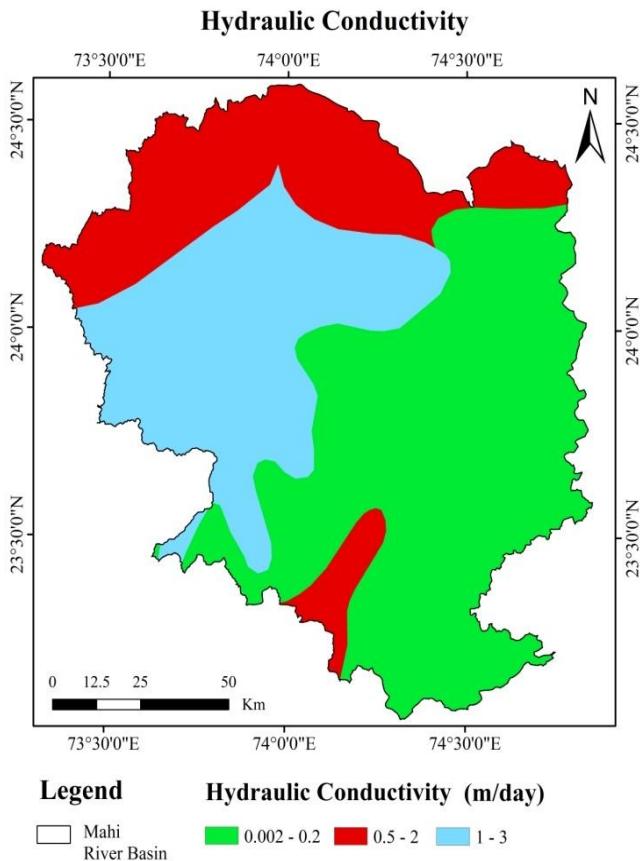 Hydraulic Conductivity
73°30'0"E 74°0'0"E 74°30'0"E
24°30'0"N 24°30'0"N
N
24°0'0"N 24°0'0"N
23°30'0"N 23°30'0"N
0 12.5 25 50
Km
73°30'0"E 74°0'0"E 74°30'0"E
Legend Hydraulic Conductivity (m/day)
Mahi
River Basin
0.002 - 0.2 0.5 - 2 1 - 3